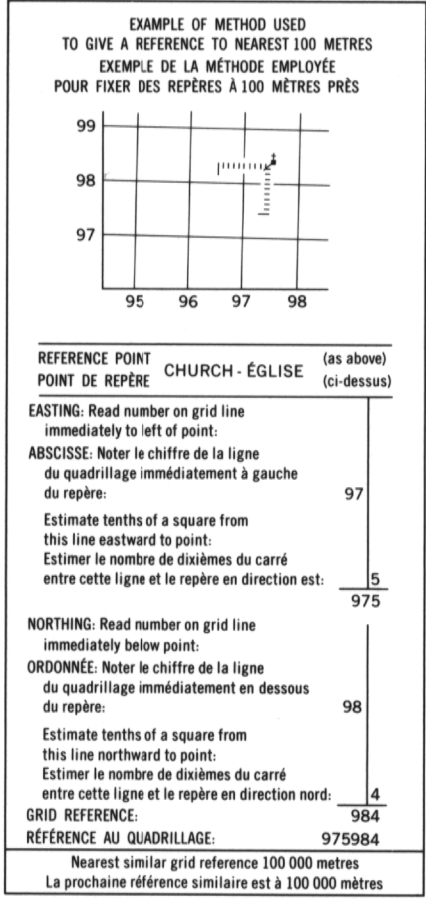 EXAMPLE OF METHOD USED
TO GIVE A REFERENCE TO NEAREST 100 METRES
EXEMPLE DE LA MÉTHODE EMPLOYÉE
POUR FIXER DES REPÈRES À 100 MÈTRES PRÈS
99
98
97
95 96 97 98
REFERENCE POINT CHURCH - ÉGLISE (as above)
POINT DE REPÈRE (ci-dessus)
EASTING: Read number on grid line
immediately to left of point:
ABSCISSE: Noter le chiffre de la ligne
du quadrillage immédiatement à gauche
du repère: 97
Estimate tenths of a square from
this line eastward to point:
Estimer le nombre de dixièmes du carré
entre cette ligne et le repère en direction est: 5
975
NORTHING: Read number on grid line
immediately below point:
ORDONNÉE: Noter le chiffre de la ligne
du quadrillage immédiatement en dessous
du repère: 98
Estimate tenths of a square from
this line northward to point:
Estimer le nombre de dixièmes du carré
entre cette ligne et le repère en direction nord: 4
GRID REFERENCE: 984
RÉFÉRENCE AU QUADRILLAGE: 975984
Nearest similar grid reference 100 000 metres
La prochaine référence similaire est à 100 000 mètres